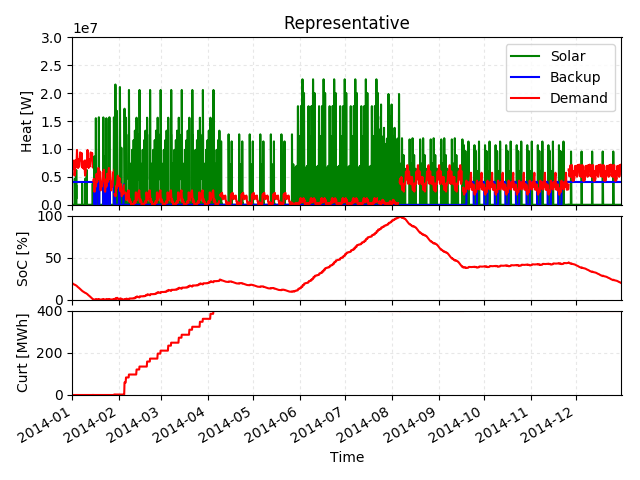 Representative
1e7
3.0
2.5
2.0
1.5
1.0
0.5
0.0
Heat [W]
Solar
Backup
Demand
100
50
0
SoC [%]
400
200
0
Curt [MWh]
2014-01
2014-02
2014-03
2014-04
2014-05
2014-06
2014-07
2014-08
2014-09
2014-10
2014-11
2014-12
Time